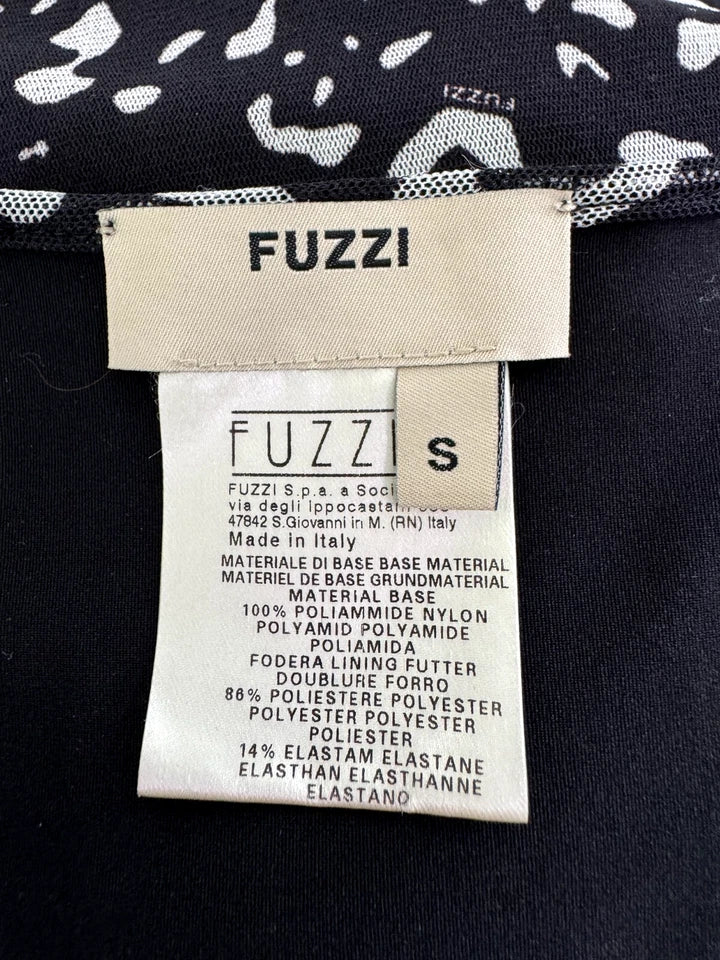 FUZZI
FUZZI
FUZZI
S
FUZZI S.p.a. a Soci
via degli ippocastani
47842 S.Giovanni in M. (RN) Italy
Made in Italy
MATERIALE DI BASE BASE MATERIAL
MATERIEL DE BASE GRUNDMATERIAL
MATERIAL BASE
100% POLIAMMIDE NYLON
POLYAMID POLYAMIDE
POLIAMIDA
FODERA LINING FUTTER
DOUBLURE FORRO
86% POLIESTERE POLYESTER
POLYESTER POLYESTER
POLIESTER
14% ELASTAM ELASTANE
ELASTHAN ELASTHANNE
ELASTANO